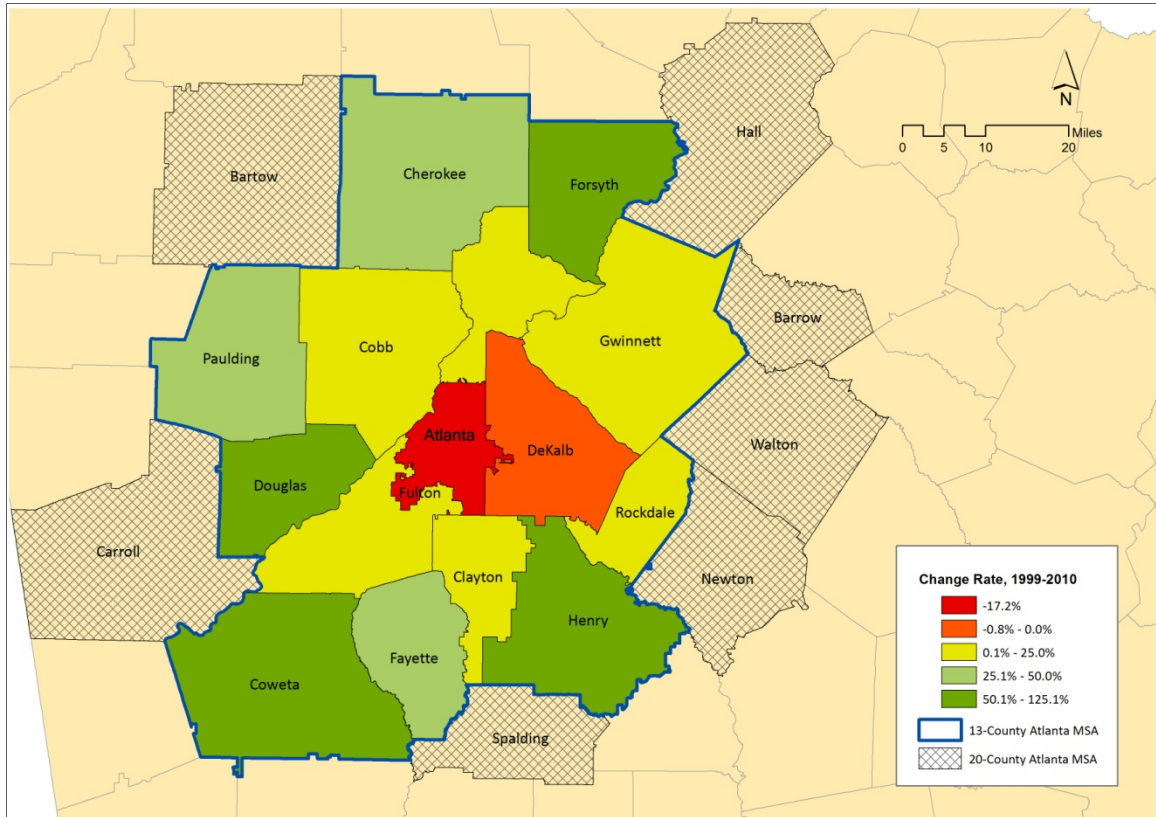 Hall
N
Miles
0 5 10 20
Bartow
Cherokee
Forsyth
Barrow
Gwinnett
Cobb
Paulding
Atlanta
DeKalb
Walton
Douglas
Fulton
Rockdale
Carroll
Clayton
Newton
Henry
Fayette
Coweta
Spalding
Change Rate, 1999-2010
-17.2%
-0.8% - 0.0%
0.1% - 25.0%
25.1% - 50.0%
50.1% - 125.1%
13-County Atlanta MSA
20-County Atlanta MSA